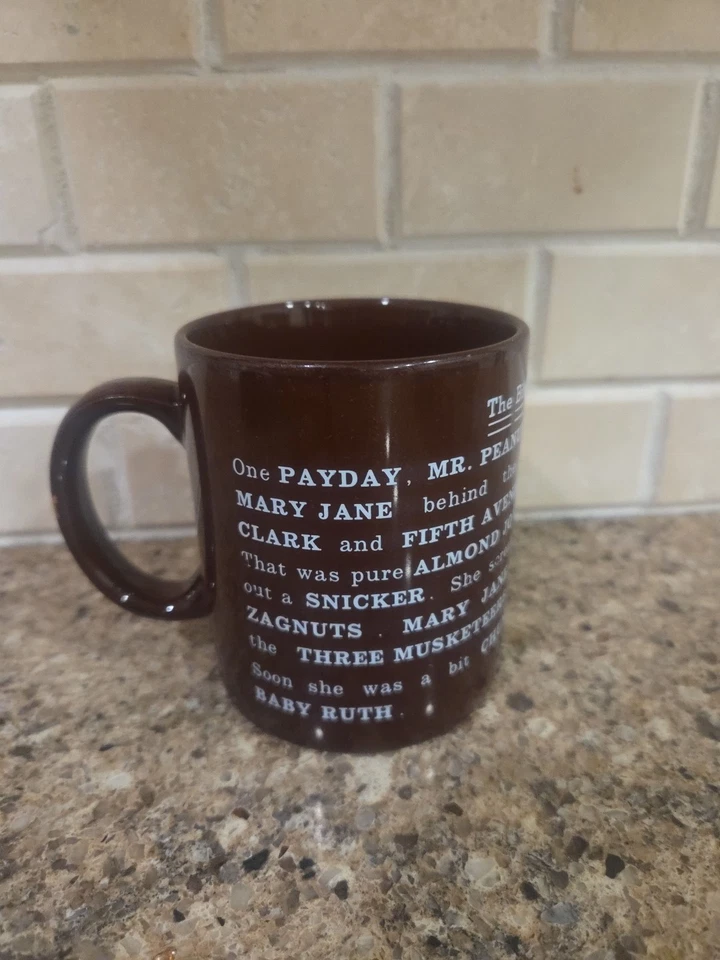 The
One PAYDAY, MR.
MARY JANE behind
CLARK and FIFTH
That was pure ALMOND
out a SNICKER. She
ZAGNUTS. MARY
the THREE MUSKETEERS
Soon she was a bit
BABY RUTH.